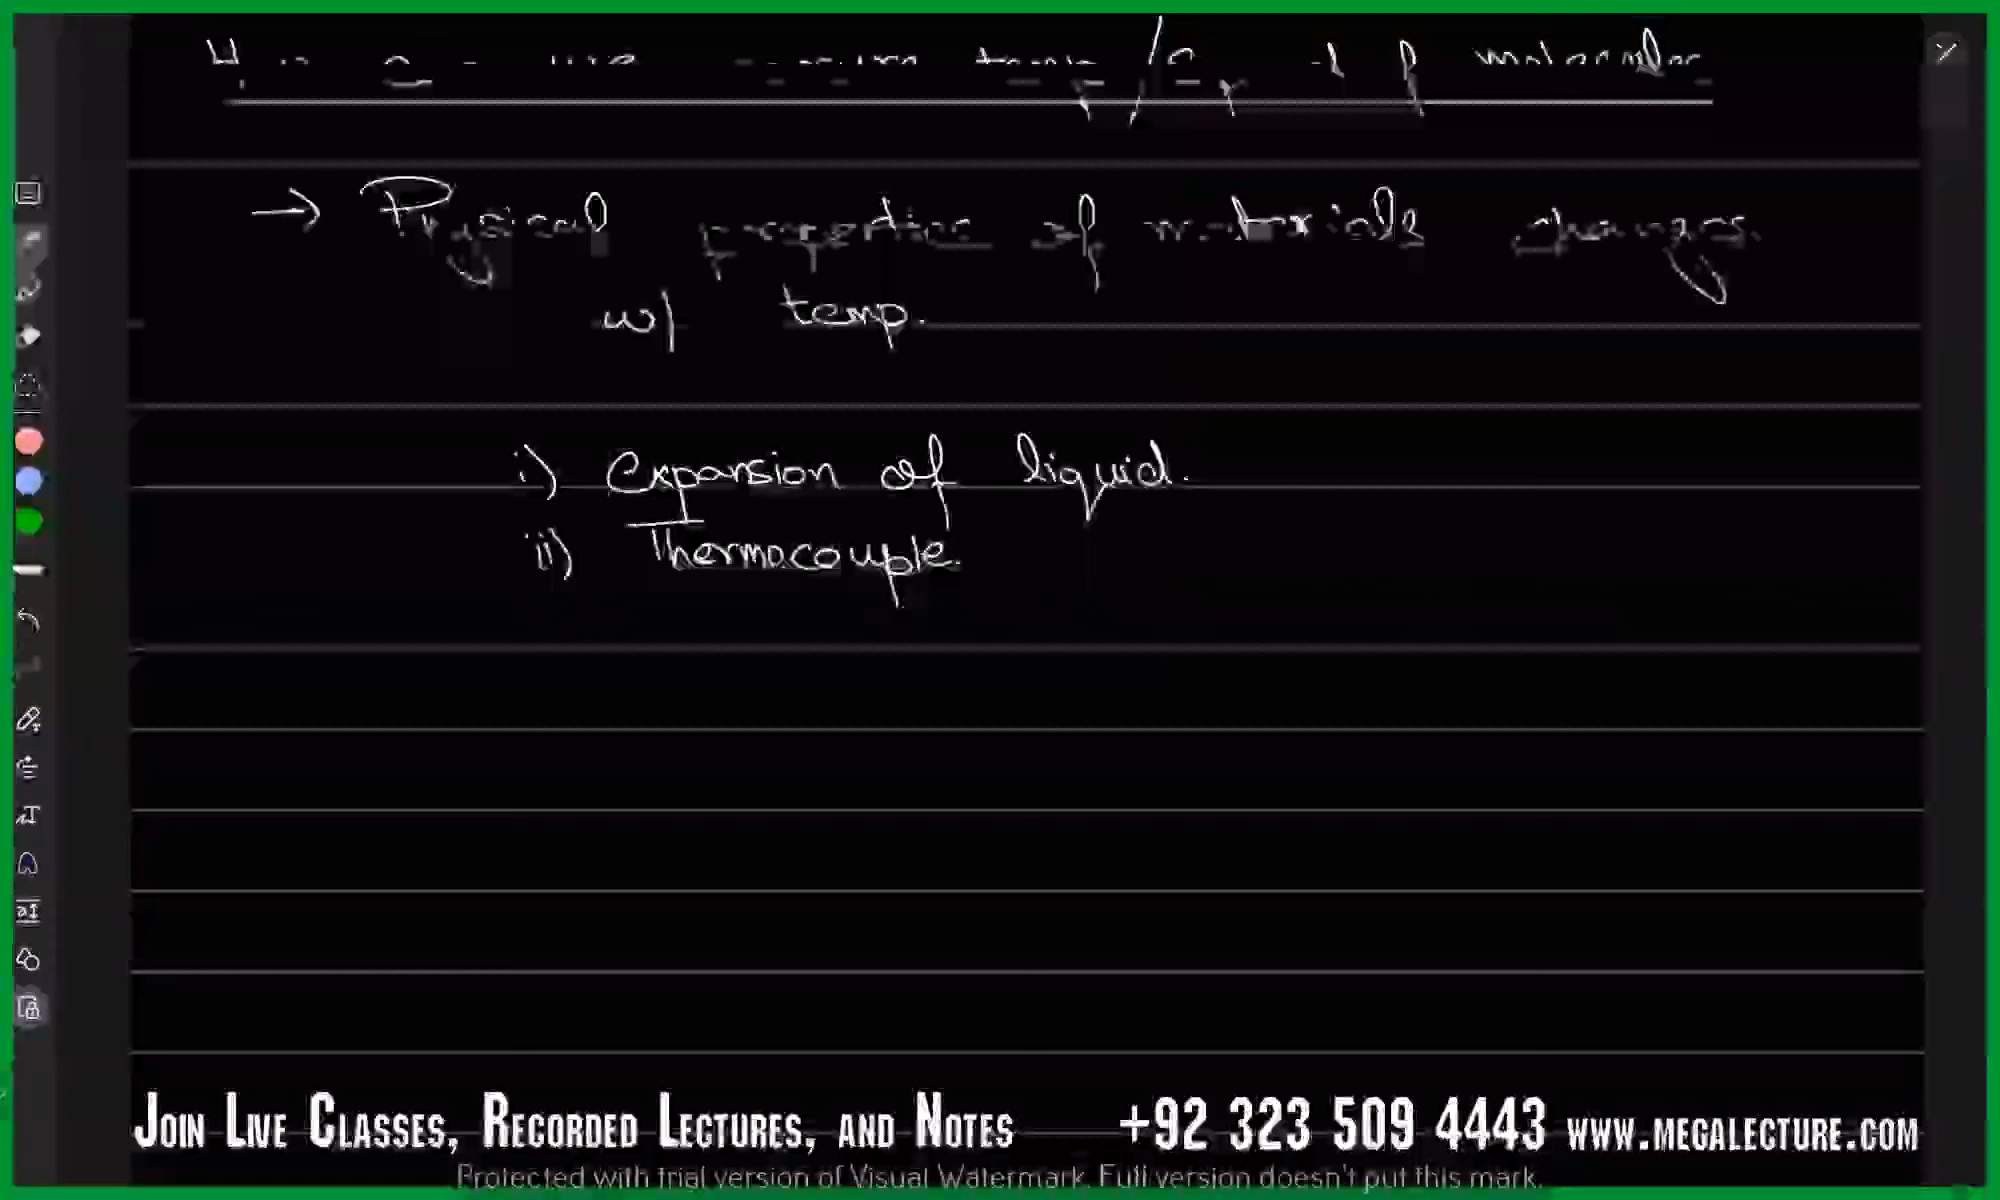 temp / molecules
→ Physical properties of materials changes
w/ temp.
i) Expansion of liquid.
ii) Thermocouple.
JOIN LIVE CLASSES, RECORDED LECTURES, AND NOTES +92 323 509 4443 WWW.MEGALECTURE.COM
Protected with trial version of Visual Watermark. Full version doesn't put this mark.